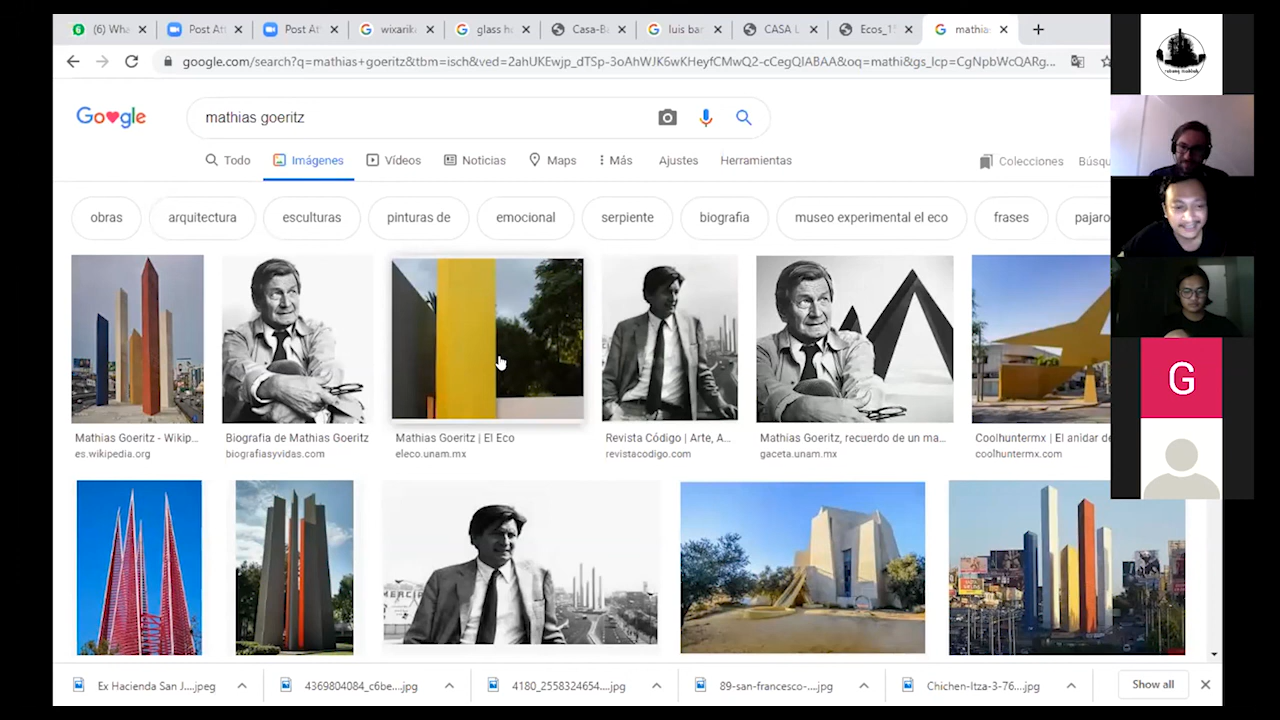 (6) Wha
Post Att
Post Att
wixarik
glass h
Casa-B
luis bar
CASA L
Ecos_1
mathia
google.com/search?q=mathias+goeritz&tbm=isch&ved=2ahUKEwjp_dTSp-3oAhWJK6wKHeyfCMwQ2-cCegQIABAA&oq=mathi&gs_lcp=CgNpbWcQARg...
Google
mathias goeritz
Todo
Imágenes
Vídeos
Noticias
Maps
Más
Ajustes
Herramientas
Colecciones
Búsqu
obras
arquitectura
esculturas
pinturas de
emocional
serpiente
biografia
museo experimental el eco
frases
pajaro
Mathias Goeritz - Wikip...
es.wikipedia.org
Biografia de Mathias Goeritz
biografiasyvidas.com
Mathias Goeritz | El Eco
eleco.unam.mx
Revista Código | Arte, A...
revistacodigo.com
Mathias Goeritz, recuerdo de un ma...
gaceta.unam.mx
Coolhuntermx | El anidar de
coolhuntermx.com
Ex Hacienda San J....jpeg
4369804084_c6be....jpg
4180_2558324654....jpg
89-san-francesco-....jpg
Chichen-Itza-3-76....jpg
Show all
G